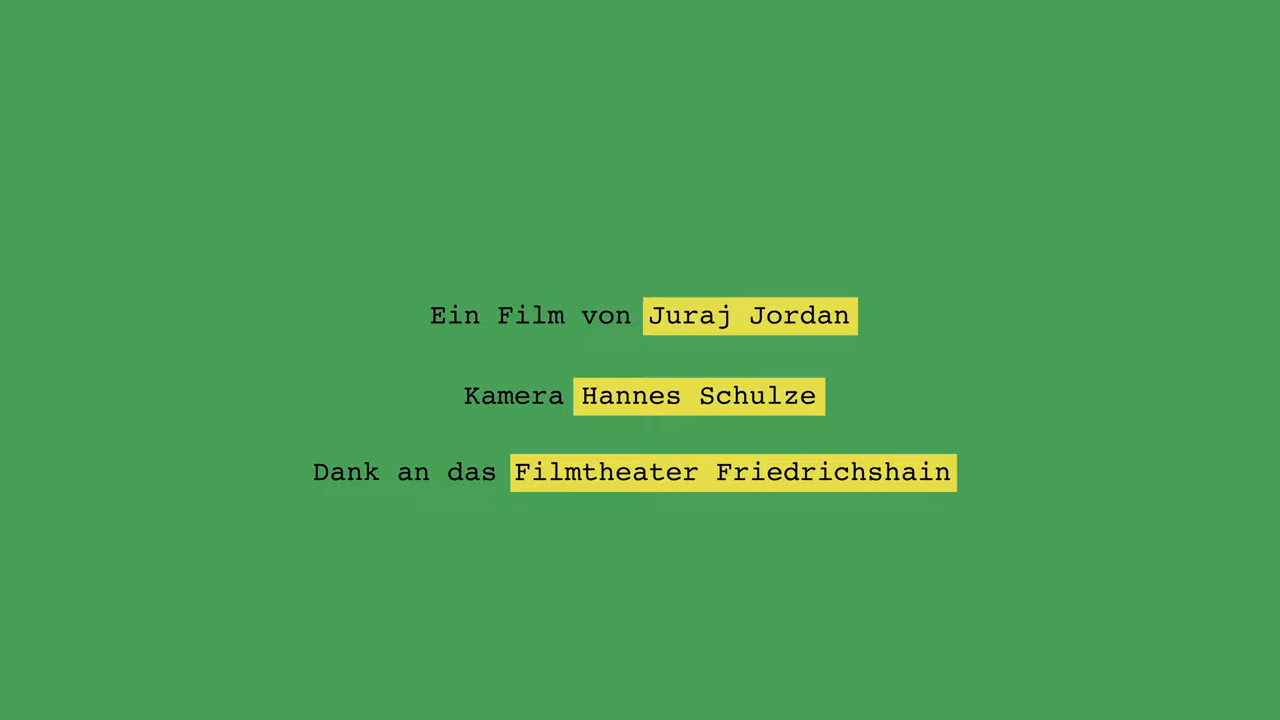 Ein Film von Juraj Jordan
Kamera Hannes Schulze
Dank an das Filmtheater Friedrichshain